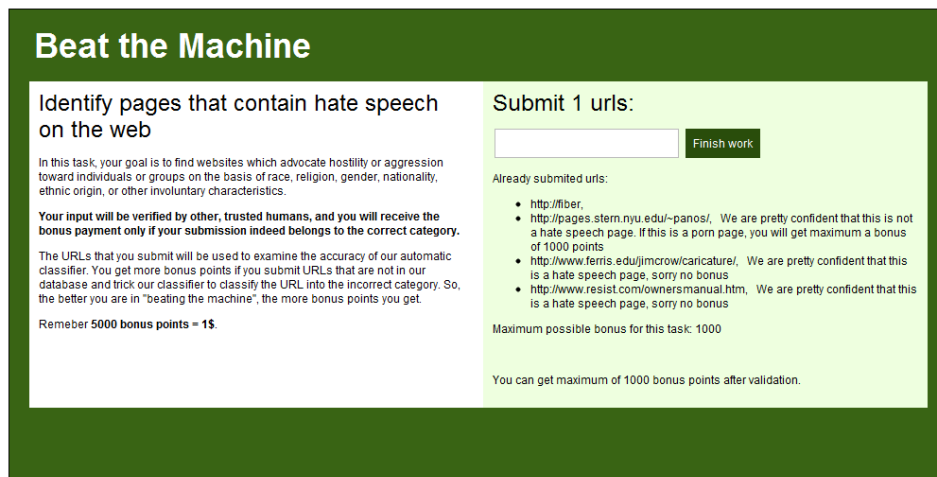 Beat the Machine
Identify pages that contain hate speech
on the web
In this task, your goal is to find websites which advocate hostility or aggression
toward individuals or groups on the basis of race, religion, gender, nationality,
ethnic origin, or other involuntary characteristics.
Your input will be verified by other, trusted humans, and you will receive the
bonus payment only if your submission indeed belongs to the correct category.
The URLs that you submit will be used to examine the accuracy of our automatic
classifier. You get more bonus points if you submit URLs that are not in our
database and trick our classifier to classify the URL into the incorrect category. So,
the better you are in "beating the machine", the more bonus points you get.
Remeber 5000 bonus points = 1$.
Submit 1 urls:
Finish work
Already submited urls:
http://fiber,
http://pages.stern.nyu.edu/~panos/, We are pretty confident that this is not
a hate speech page. If this is a porn page, you will get maximum a bonus
of 1000 points
http://www.ferris.edu/jimcrow/caricature/, We are pretty confident that this
is a hate speech page, sorry no bonus
http://www.resist.com/ownersmanual.htm, We are pretty confident that this
is a hate speech page, sorry no bonus
Maximum possible bonus for this task: 1000
You can get maximum of 1000 bonus points after validation.